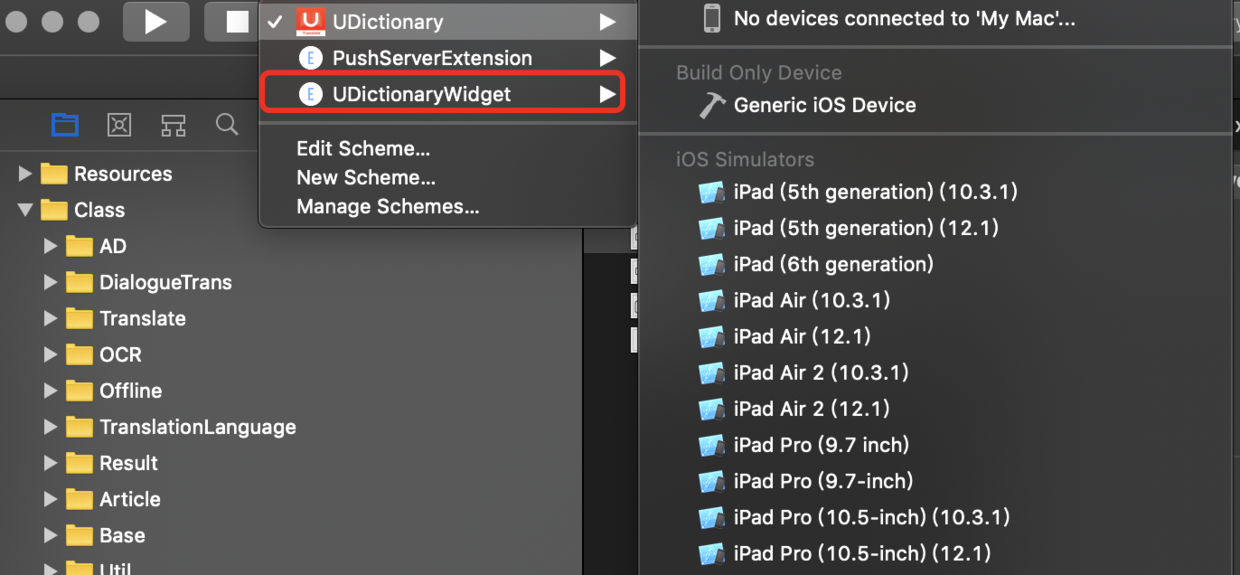 UDictionary
PushServerExtension
UDictionaryWidget
Edit Scheme...
New Scheme...
Manage Schemes...
Resources
Class
AD
DialogueTrans
Translate
OCR
Offline
TranslationLanguage
Result
Article
Base
Util
No devices connected to 'My Mac'...
Build Only Device
Generic iOS Device
iOS Simulators
iPad (5th generation) (10.3.1)
iPad (5th generation) (12.1)
iPad (6th generation)
iPad Air (10.3.1)
iPad Air (12.1)
iPad Air 2 (10.3.1)
iPad Air 2 (12.1)
iPad Pro (9.7 inch)
iPad Pro (9.7-inch)
iPad Pro (10.5-inch) (10.3.1)
iPad Pro (10.5-inch) (12.1)